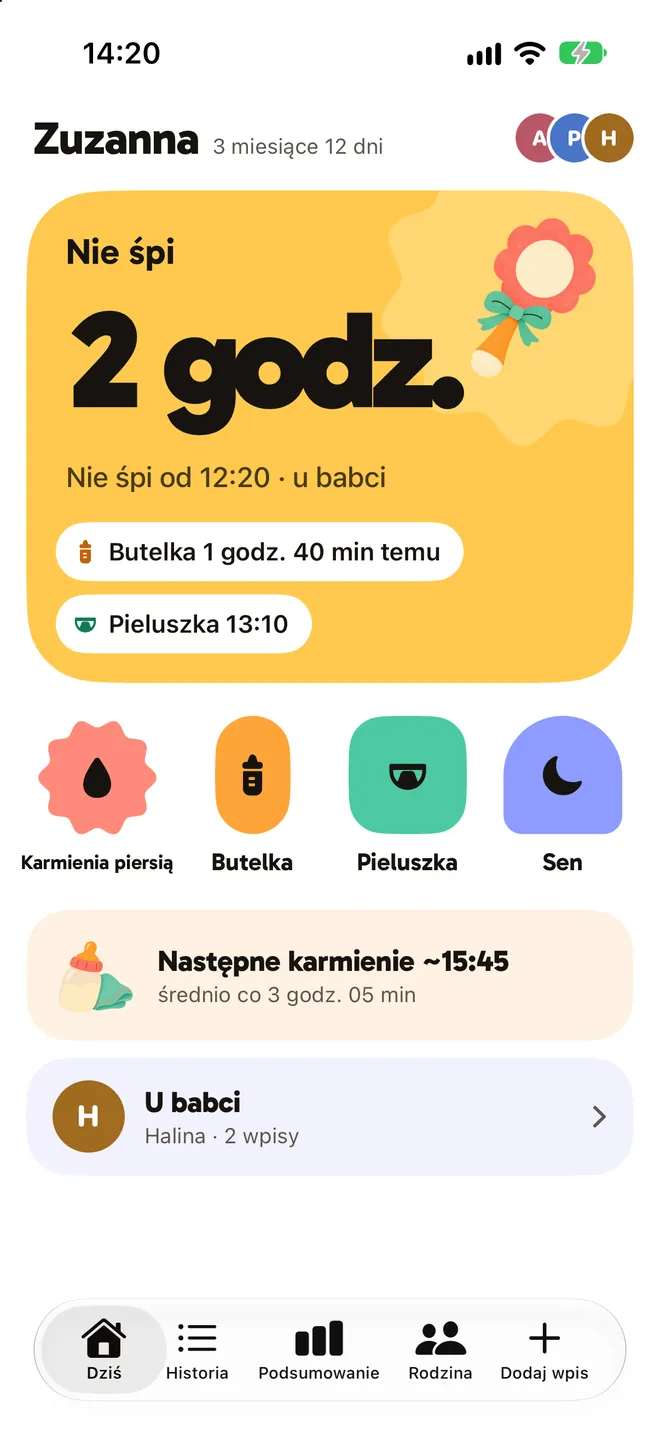 14:20
Zuzanna 3 miesiące 12 dni
A P H
Nie śpi
2 godz.
Nie śpi od 12:20 · u babci
Butelka 1 godz. 40 min temu
Pieluszka 13:10
Karmienia piersią Butelka Pieluszka Sen
Następne karmienie ~15:45
średnio co 3 godz. 05 min
H
U babci
Halina · 2 wpisy
Dziś Historia Podsumowanie Rodzina Dodaj wpis